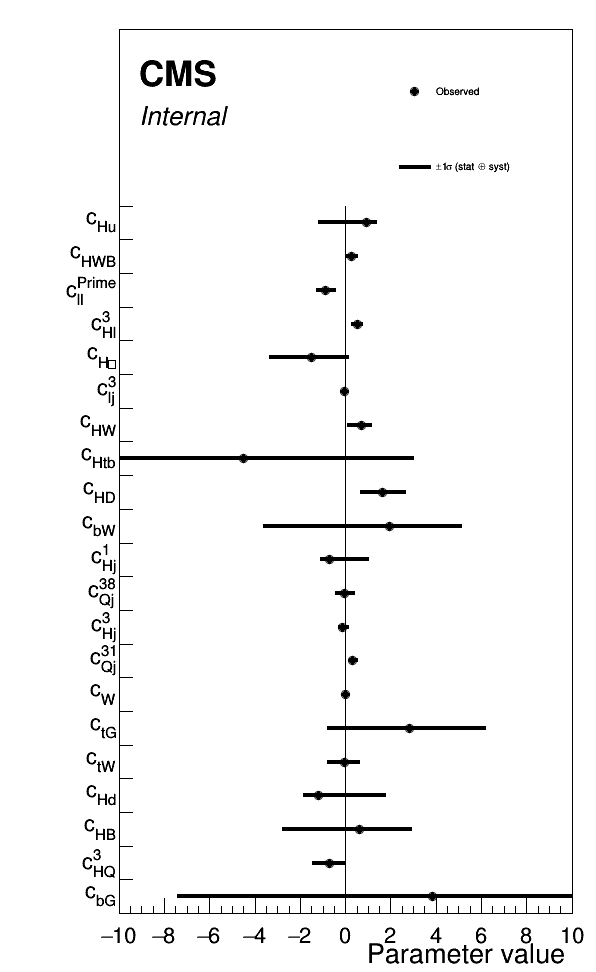 CMS
Internal
Observed
±1σ (stat ⊕ syst)
c_Hu
c_HWB
c_ll^Prime
c_Hl^3
c_H□
c_lj^3
c_HW
c_Htb
c_HD
c_bW
c_Hj^1
c_Qj^38
c_Hj^3
c_Qj^31
c_W
c_tG
c_tW
c_Hd
c_HB
c_HQ^3
c_bG
−10 −8 −6 −4 −2 0 2 4 6 8 10
Parameter value